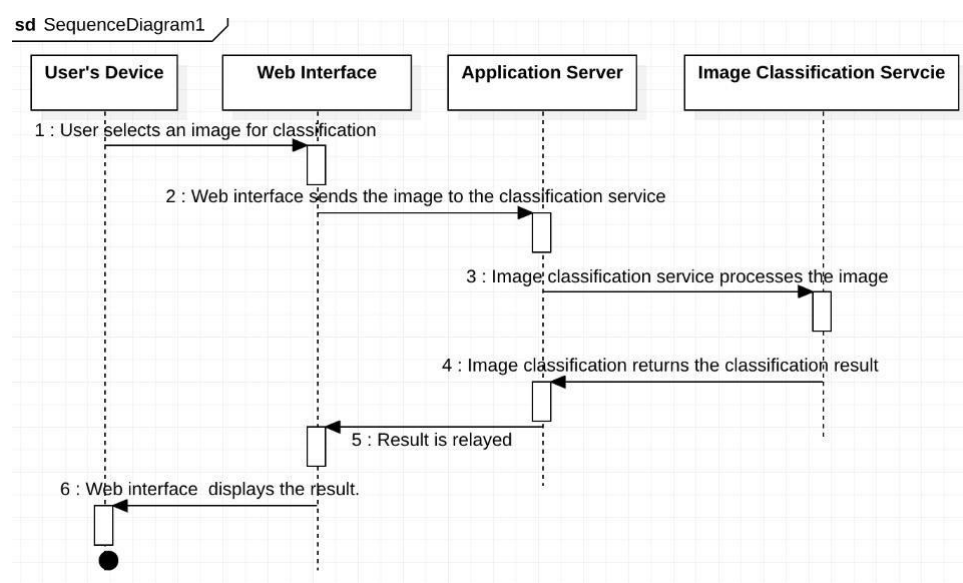 sd SequenceDiagram1
User's Device
Web Interface
Application Server
Image Classification Servcie
1 : User selects an image for classification
2 : Web interface sends the image to the classification service
3 : Image classification service processes the image
4 : Image classification returns the classification result
5 : Result is relayed
6 : Web interface  displays the result.